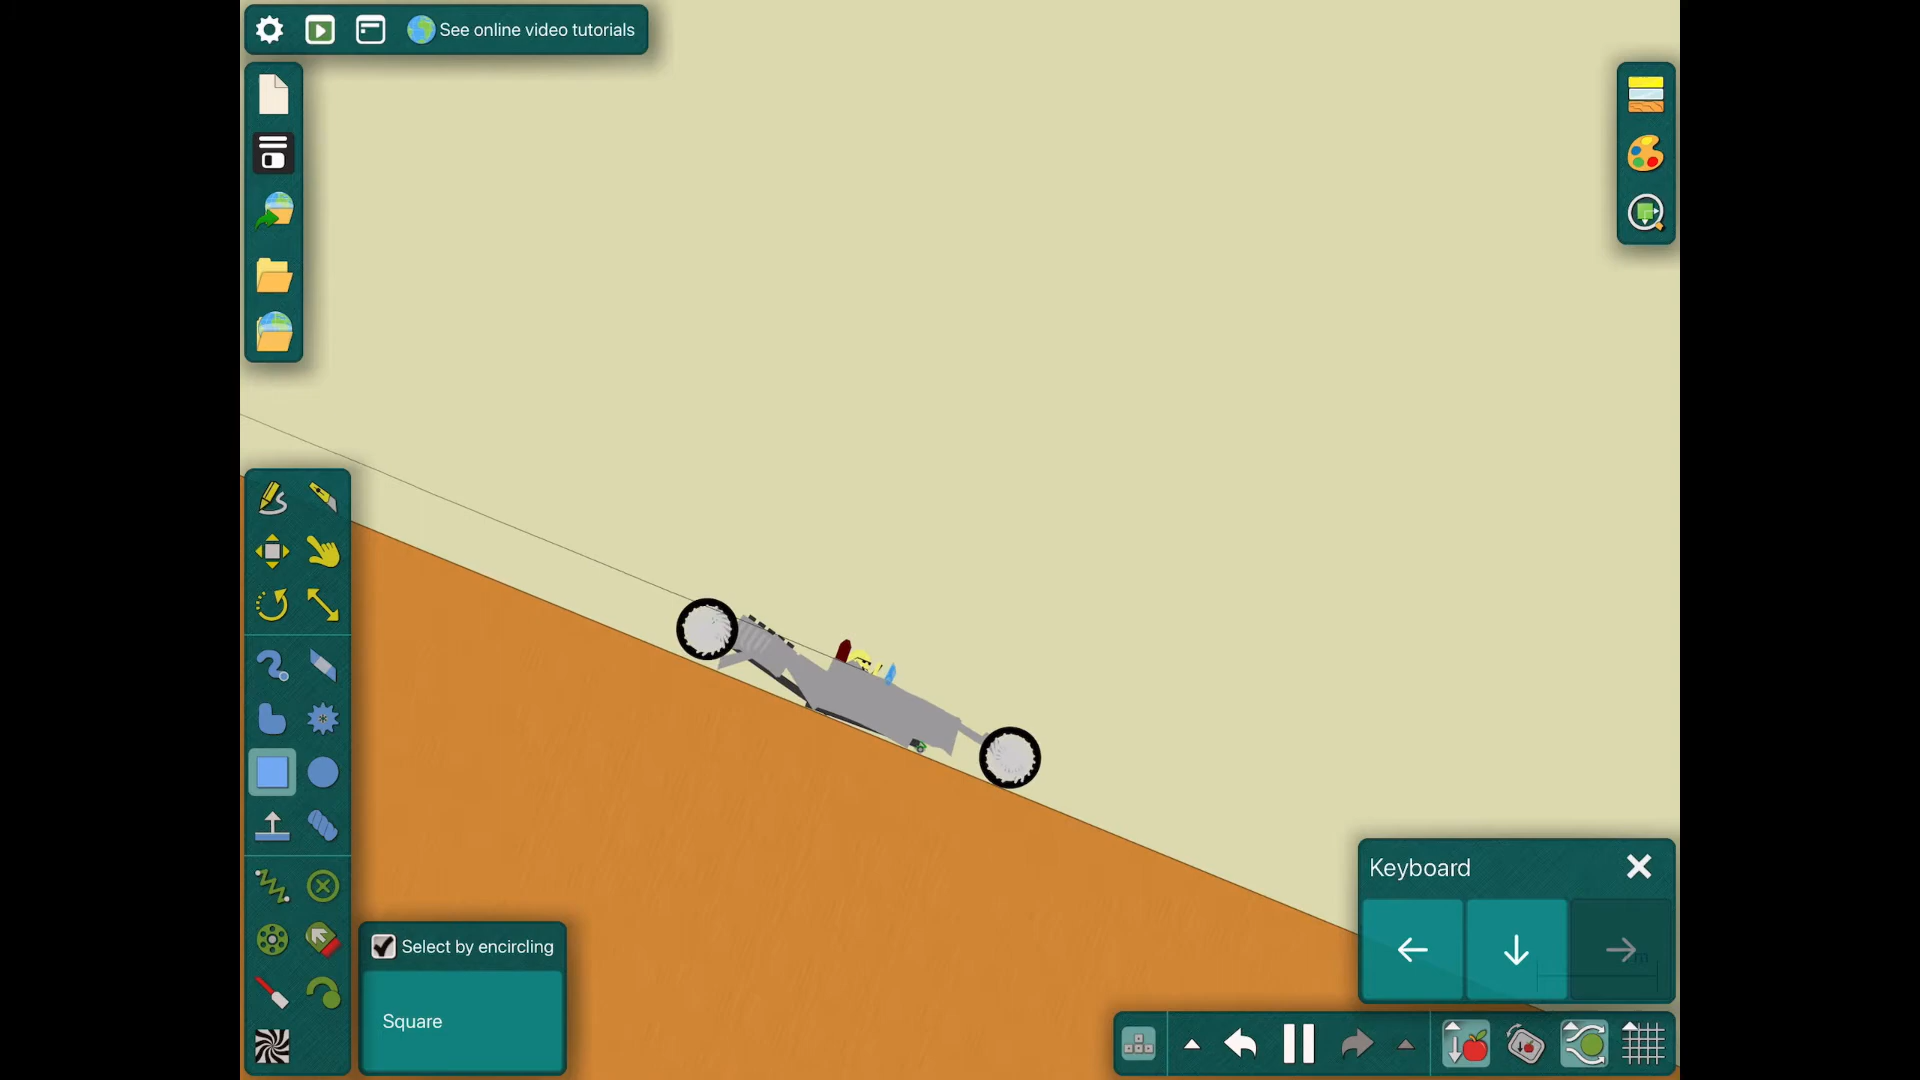 See online video tutorials
Keyboard
Select by encircling
m
Square